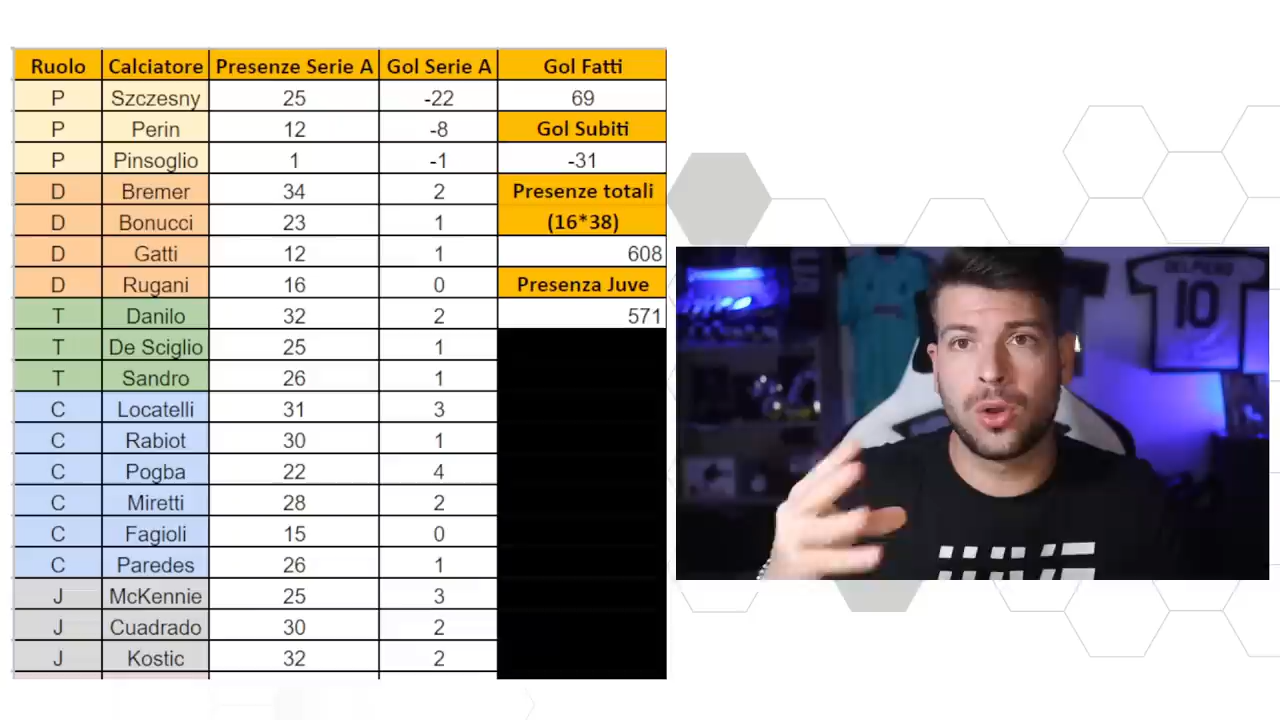 Ruolo Calciatore Presenze Serie A Gol Serie A Gol Fatti
P Szczesny 25 -22 69
P Perin 12 -8 Gol Subiti
P Pinsoglio 1 -1 -31
D Bremer 34 2 Presenze totali
D Bonucci 23 1 (16*38)
D Gatti 12 1 608
D Rugani 16 0 Presenza Juve
T Danilo 32 2 571
T De Sciglio 25 1
T Sandro 26 1
C Locatelli 31 3
C Rabiot 30 1
C Pogba 22 4
C Miretti 28 2
C Fagioli 15 0
C Paredes 26 1
J McKennie 25 3
J Cuadrado 30 2
J Kostic 32 2
DEL PIERO
10